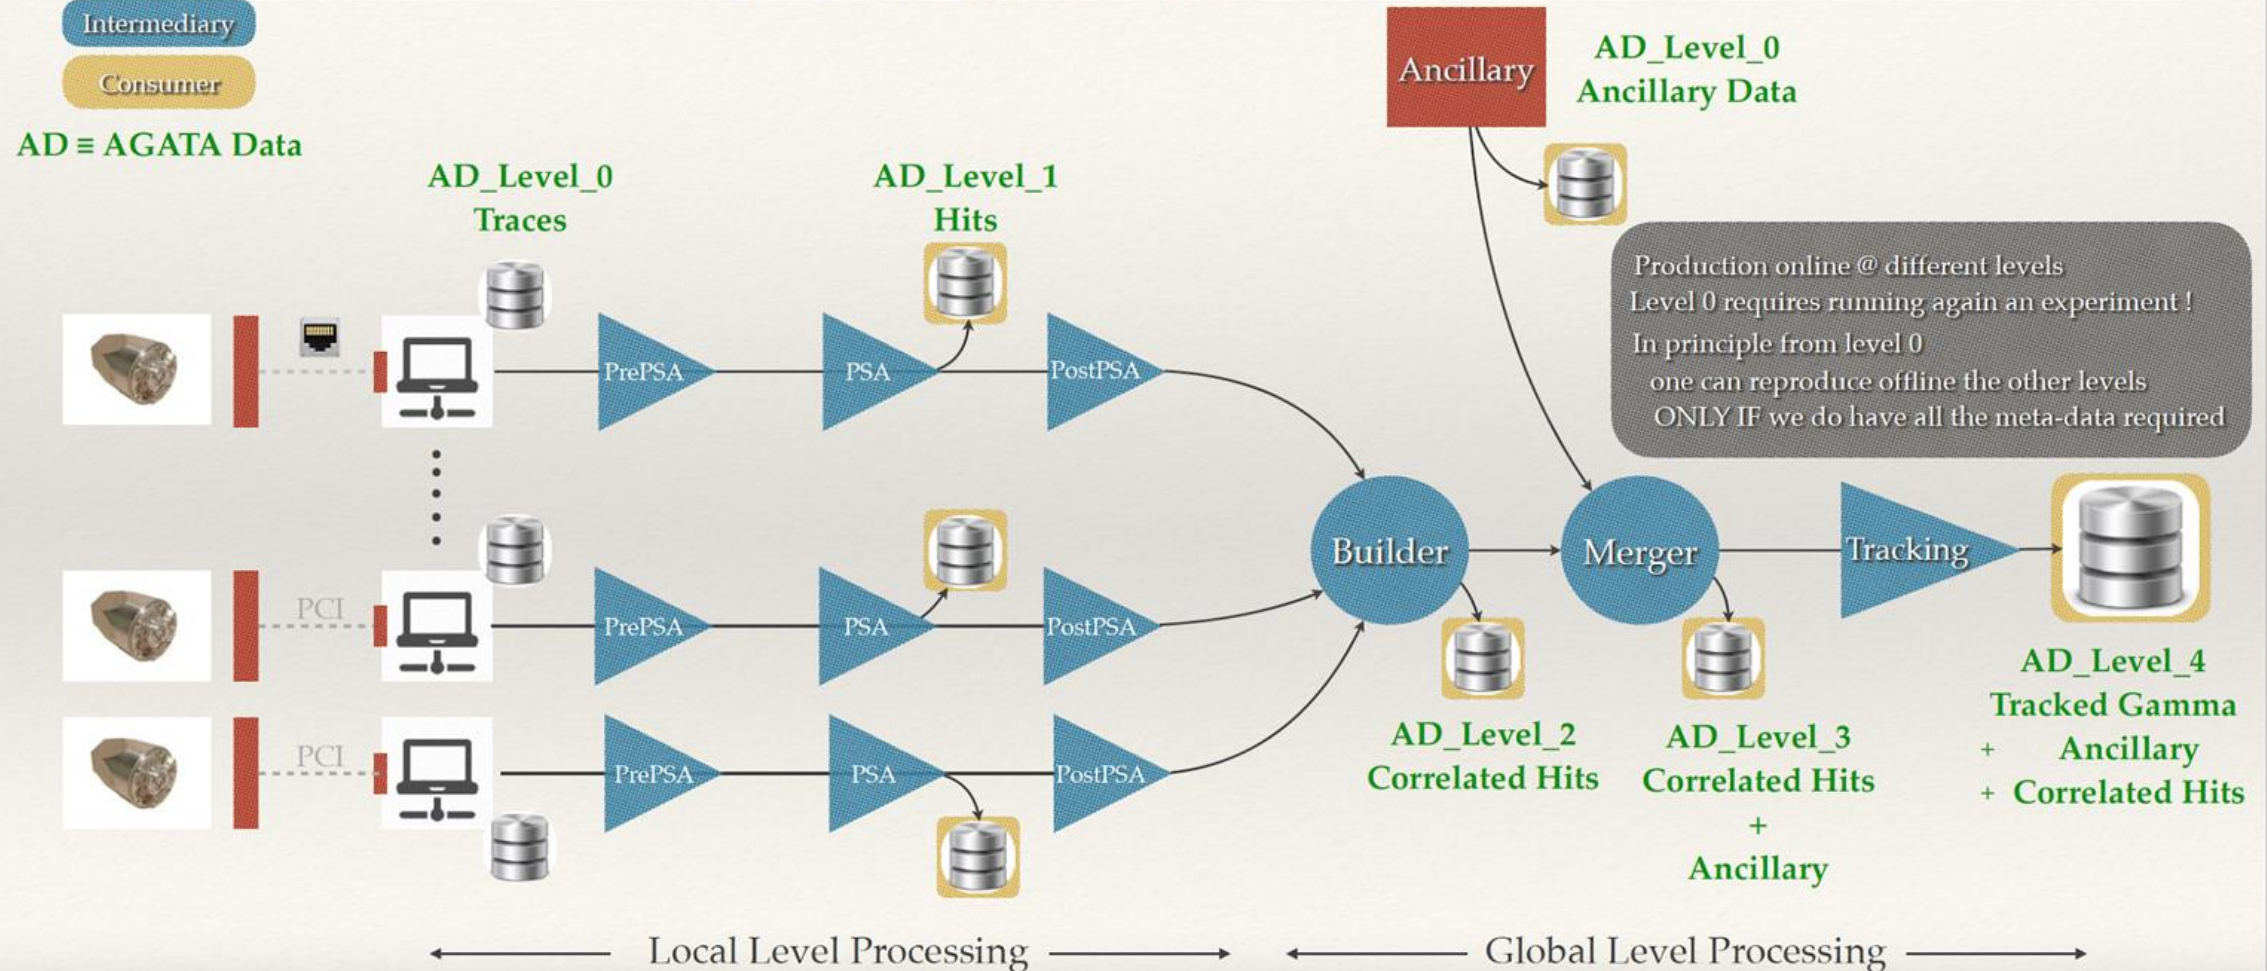 Intermediary
Consumer
AD ≡ AGATA Data
AD_Level_0
Traces
AD_Level_1
Hits
Ancillary
AD_Level_0
Ancillary Data
Production online @ different levels
Level 0 requires running again an experiment !
In principle from level 0
one can reproduce offline the other levels
ONLY IF we do have all the meta-data required
PrePSA
PSA
PostPSA
Builder
Merger
Tracking
PCI
PrePSA
PSA
PostPSA
AD_Level_4
Tracked Gamma
+ Ancillary
+ Correlated Hits
AD_Level_2
Correlated Hits
AD_Level_3
Correlated Hits
+
Ancillary
PCI
PrePSA
PSA
PostPSA
Local Level Processing
Global Level Processing